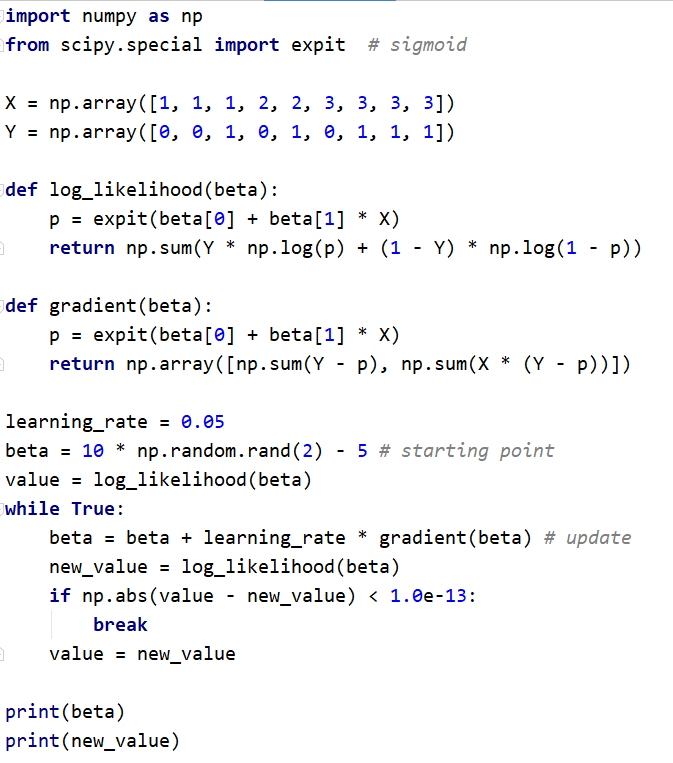 import numpy as np
from scipy.special import expit  # sigmoid
X = np.array([1, 1, 1, 2, 2, 3, 3, 3, 3])
Y = np.array([0, 0, 1, 0, 1, 0, 1, 1, 1])
def log_likelihood(beta):
    p = expit(beta[0] + beta[1] * X)
    return np.sum(Y * np.log(p) + (1 - Y) * np.log(1 - p))
def gradient(beta):
    p = expit(beta[0] + beta[1] * X)
    return np.array([np.sum(Y - p), np.sum(X * (Y - p))])
learning_rate = 0.05
beta = 10 * np.random.rand(2) - 5 # starting point
value = log_likelihood(beta)
while True:
    beta = beta + learning_rate * gradient(beta) # update
    new_value = log_likelihood(beta)
    if np.abs(value - new_value) < 1.0e-13:
        break
    value = new_value
print(beta)
print(new_value)